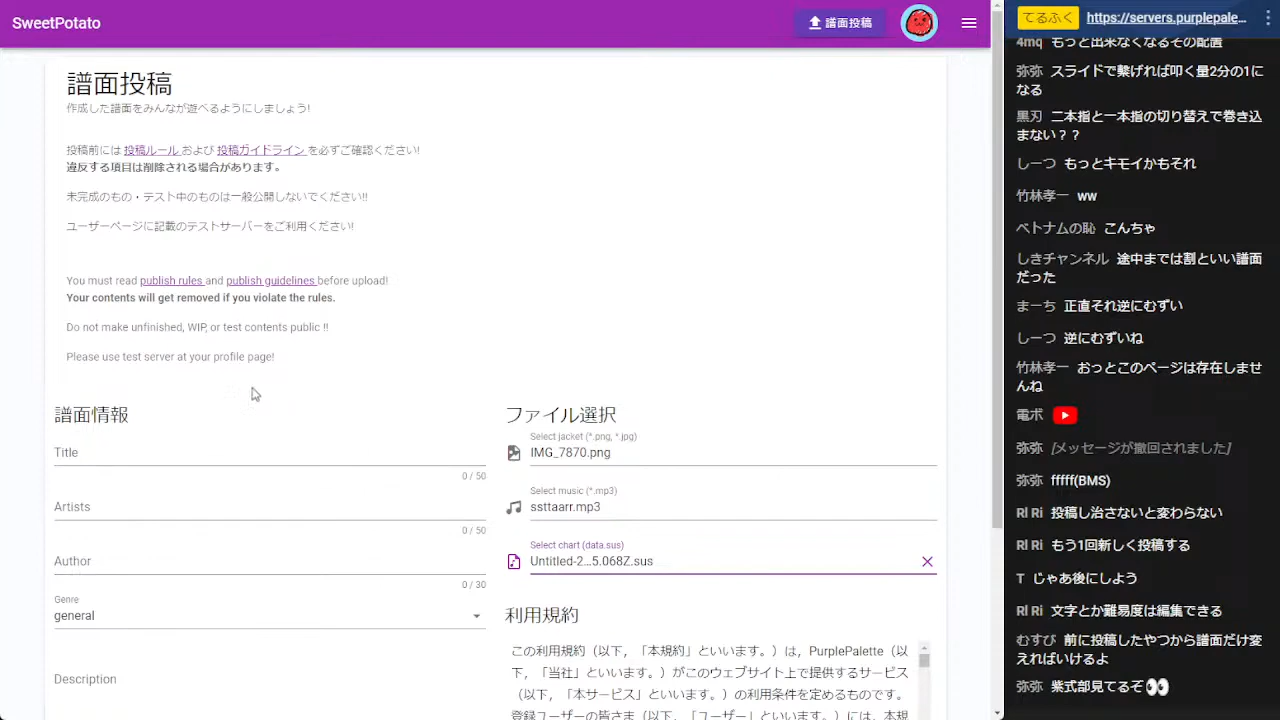 SweetPotato
譜面投稿
譜面投稿
作成した譜面をみんなが遊べるようにしましょう!
投稿前には 投稿ルール および 投稿ガイドライン を必ずご確認ください!
違反する項目は削除される場合があります。
未完成のもの・テスト中のものは一般公開しないでください!!
ユーザーページに記載のテストサーバーをご利用ください!
You must read publish rules and publish guidelines before upload!
Your contents will get removed if you violate the rules.
Do not make unfinished, WIP, or test contents public !!
Please use test server at your profile page!
譜面情報
Title
0 / 50
Artists
0 / 50
Author
0 / 30
Genre
general
Description
ファイル選択
Select jacket (*.png, *.jpg)
IMG_7870.png
Select music (*.mp3)
ssttaarr.mp3
Select chart (data.sus)
Untitled-2...5.068Z.sus
利用規約
この利用規約（以下，「本規約」といいます。）は，PurplePalette（以
下，「当社」といいます。）がこのウェブサイト上で提供するサービス
（以下，「本サービス」といいます。）の利用条件を定めるものです。
登録ユーザーの皆さま（以下，「ユーザー」といいます。）には，本規
てるふく https://servers.purplepale...
4mq もっと出来なくなるその配置
弥弥 スライドで繋げれば叩く量2分の1に
なる
黒刃 二本指と一本指の切り替えで巻き込
まない？？
しーつ もっとキモイかもそれ
竹林孝一 ww
ベトナムの恥 こんちゃ
しきチャンネル 途中までは割といい譜面
だった
まーち 正直それ逆にむずい
しーつ 逆にむずいね
竹林孝一 おっとこのページは存在しませ
んね
電ボ
弥弥 [メッセージが撤回されました]
弥弥 fffff(BMS)
Rl Ri 投稿し治さないと変わらない
Rl Ri もう1回新しく投稿する
T じゃあ後にしよう
Rl Ri 文字とか難易度は編集できる
むすび 前に投稿したやつから譜面だけ変
えればいけるよ
弥弥 紫式部見てるぞ👀